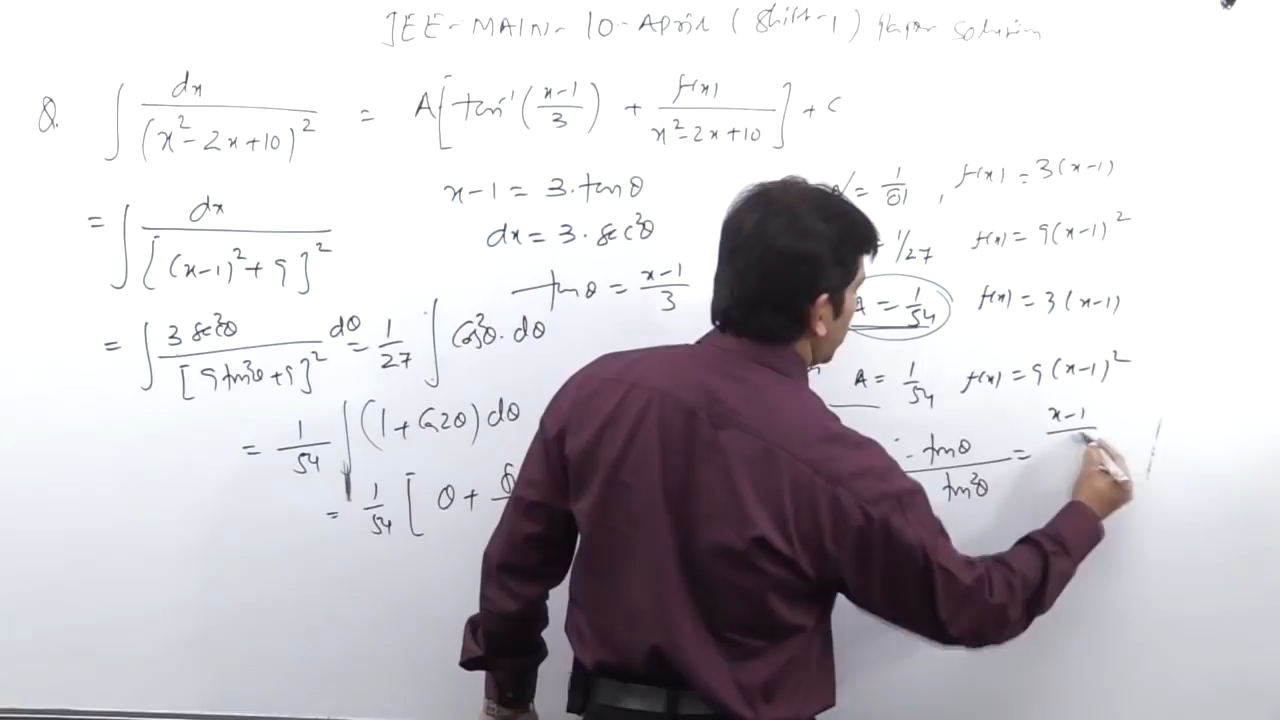 JEE-MAIN- 10-April (Shift-1) Paper solution
Q. ∫ dx / (x²-2x+10)² = A[tan⁻¹((x-1)/3) + f(x)/(x²-2x+10)] + C
= ∫ dx / [(x-1)²+9]²
x-1 = 3·tanθ
dx = 3·sec²θ
tanθ = (x-1)/3
= ∫ 3 sec²θ / [9tan²θ+9]² dθ = 1/27 ∫ cos²θ·dθ
= 1/54 ∫ (1+cos2θ)dθ
= 1/54 [θ +
= 1/81, f(x) = 3(x-1)
= 1/27 f(x) = 9(x-1)²
A = 1/54 f(x) = 3(x-1)
A = 1/54 f(x) = 9(x-1)²
tanθ / tan²θ = x-1